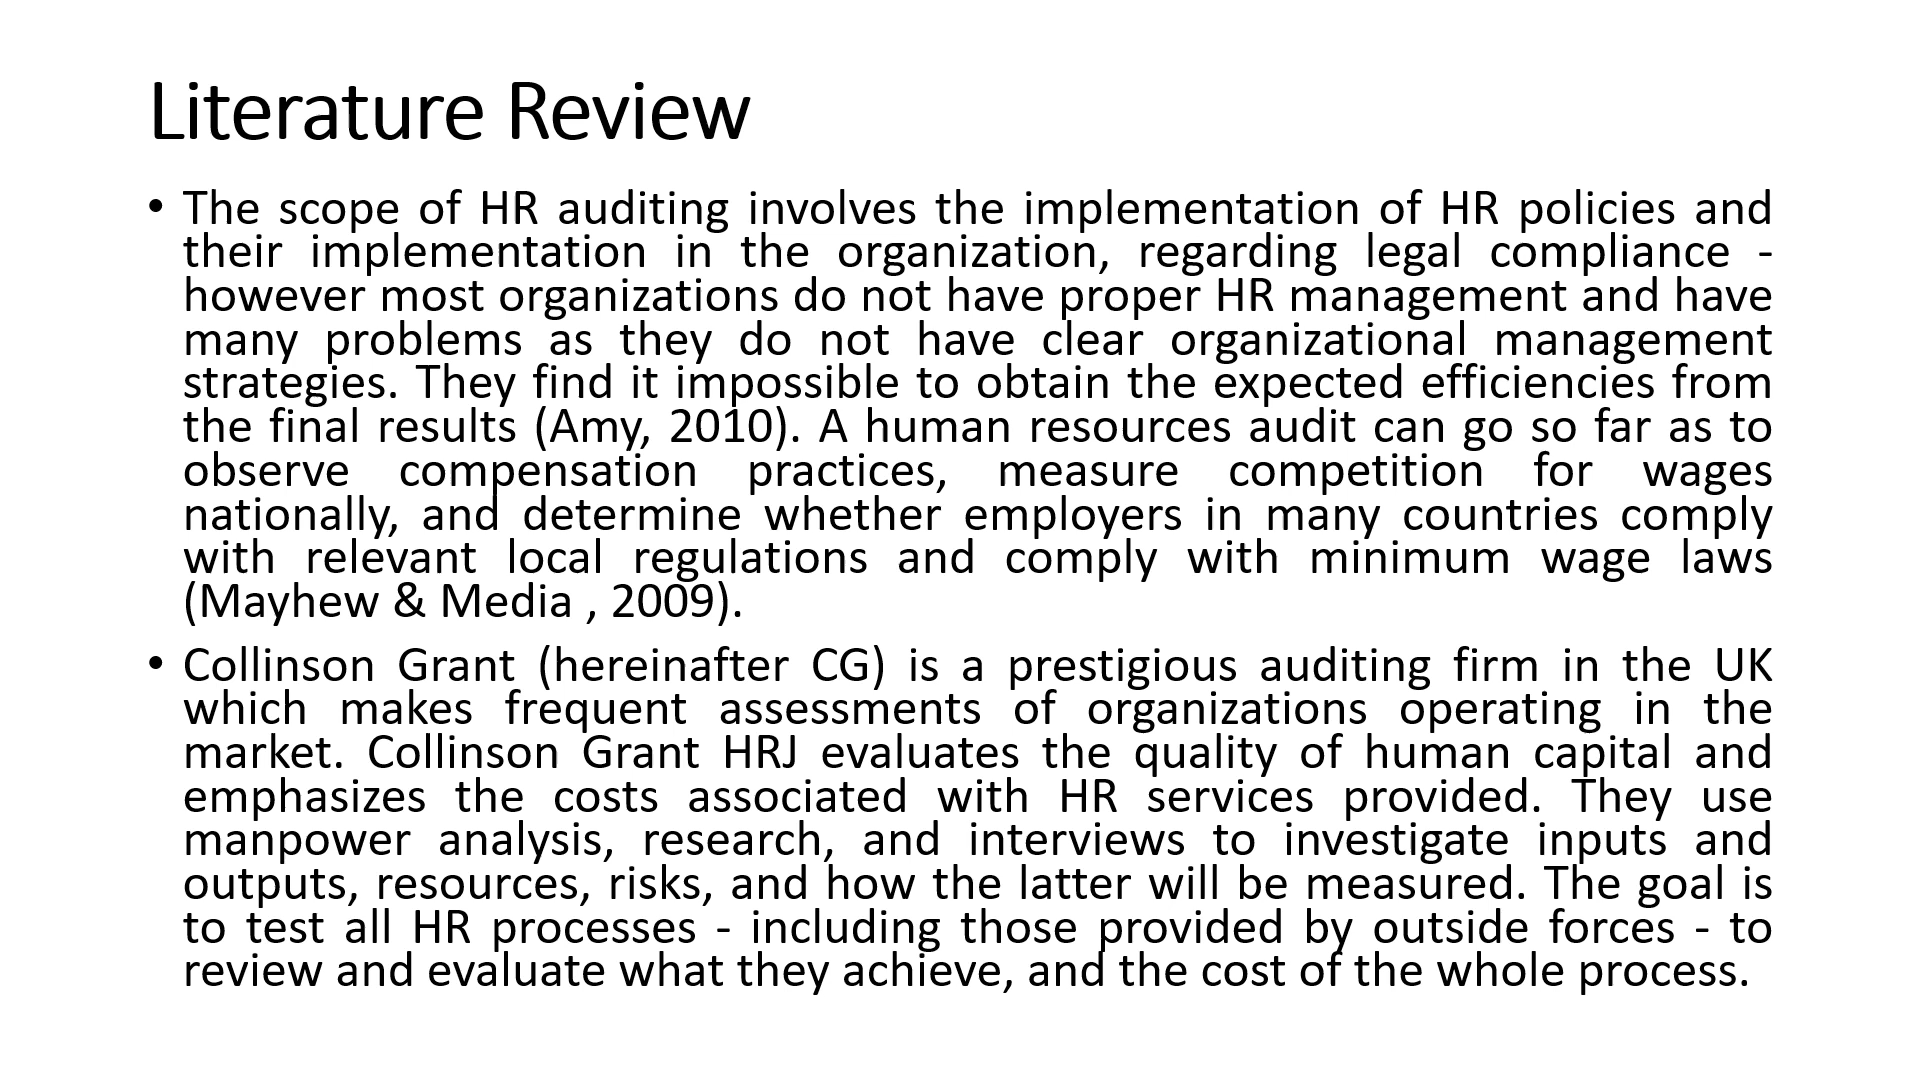 Literature Review
• The scope of HR auditing involves the implementation of HR policies and
their implementation in the organization, regarding legal compliance -
however most organizations do not have proper HR management and have
many problems as they do not have clear organizational management
strategies. They find it impossible to obtain the expected efficiencies from
the final results (Amy, 2010). A human resources audit can go so far as to
observe compensation practices, measure competition for wages
nationally, and determine whether employers in many countries comply
with relevant local regulations and comply with minimum wage laws
(Mayhew & Media , 2009).
• Collinson Grant (hereinafter CG) is a prestigious auditing firm in the UK
which makes frequent assessments of organizations operating in the
market. Collinson Grant HRJ evaluates the quality of human capital and
emphasizes the costs associated with HR services provided. They use
manpower analysis, research, and interviews to investigate inputs and
outputs, resources, risks, and how the latter will be measured. The goal is
to test all HR processes - including those provided by outside forces - to
review and evaluate what they achieve, and the cost of the whole process.